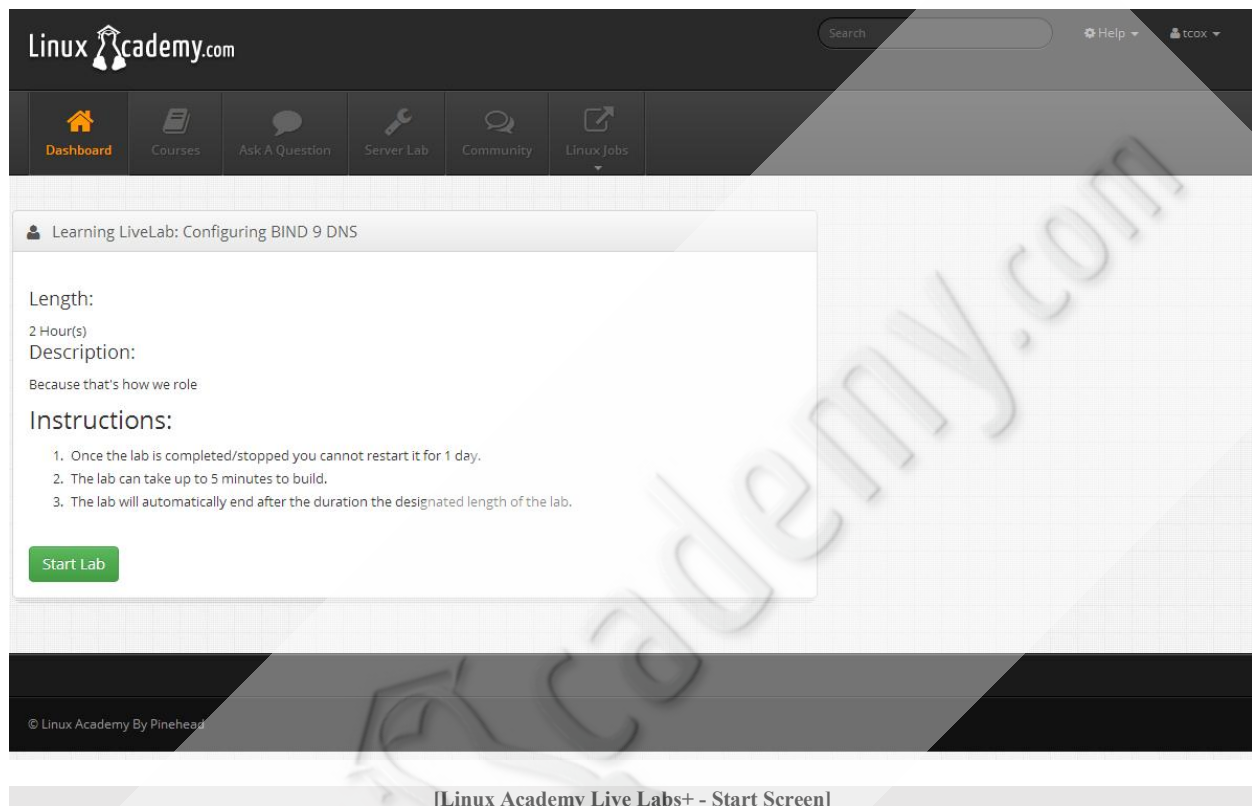 Linux Academy.com
Search
Help
tcox
Dashboard
Courses
Ask A Question
Server Lab
Community
Linux Jobs
Learning LiveLab: Configuring BIND 9 DNS
Length:
2 Hour(s)
Description:
Because that's how we role
Instructions:
1. Once the lab is completed/stopped you cannot restart it for 1 day.
2. The lab can take up to 5 minutes to build.
3. The lab will automatically end after the duration the designated length of the lab.
Start Lab
© Linux Academy By Pinehead
cademy.com
[Linux Academy Live Labs+ - Start Screen]